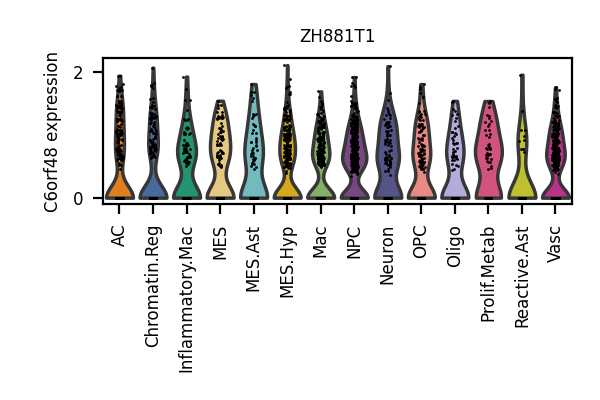 ZH881T1
C6orf48 expression
2
0
AC
Chromatin.Reg
Inflammatory.Mac
MES
MES.Ast
MES.Hyp
Mac
NPC
Neuron
OPC
Oligo
Prolif.Metab
Reactive.Ast
Vasc